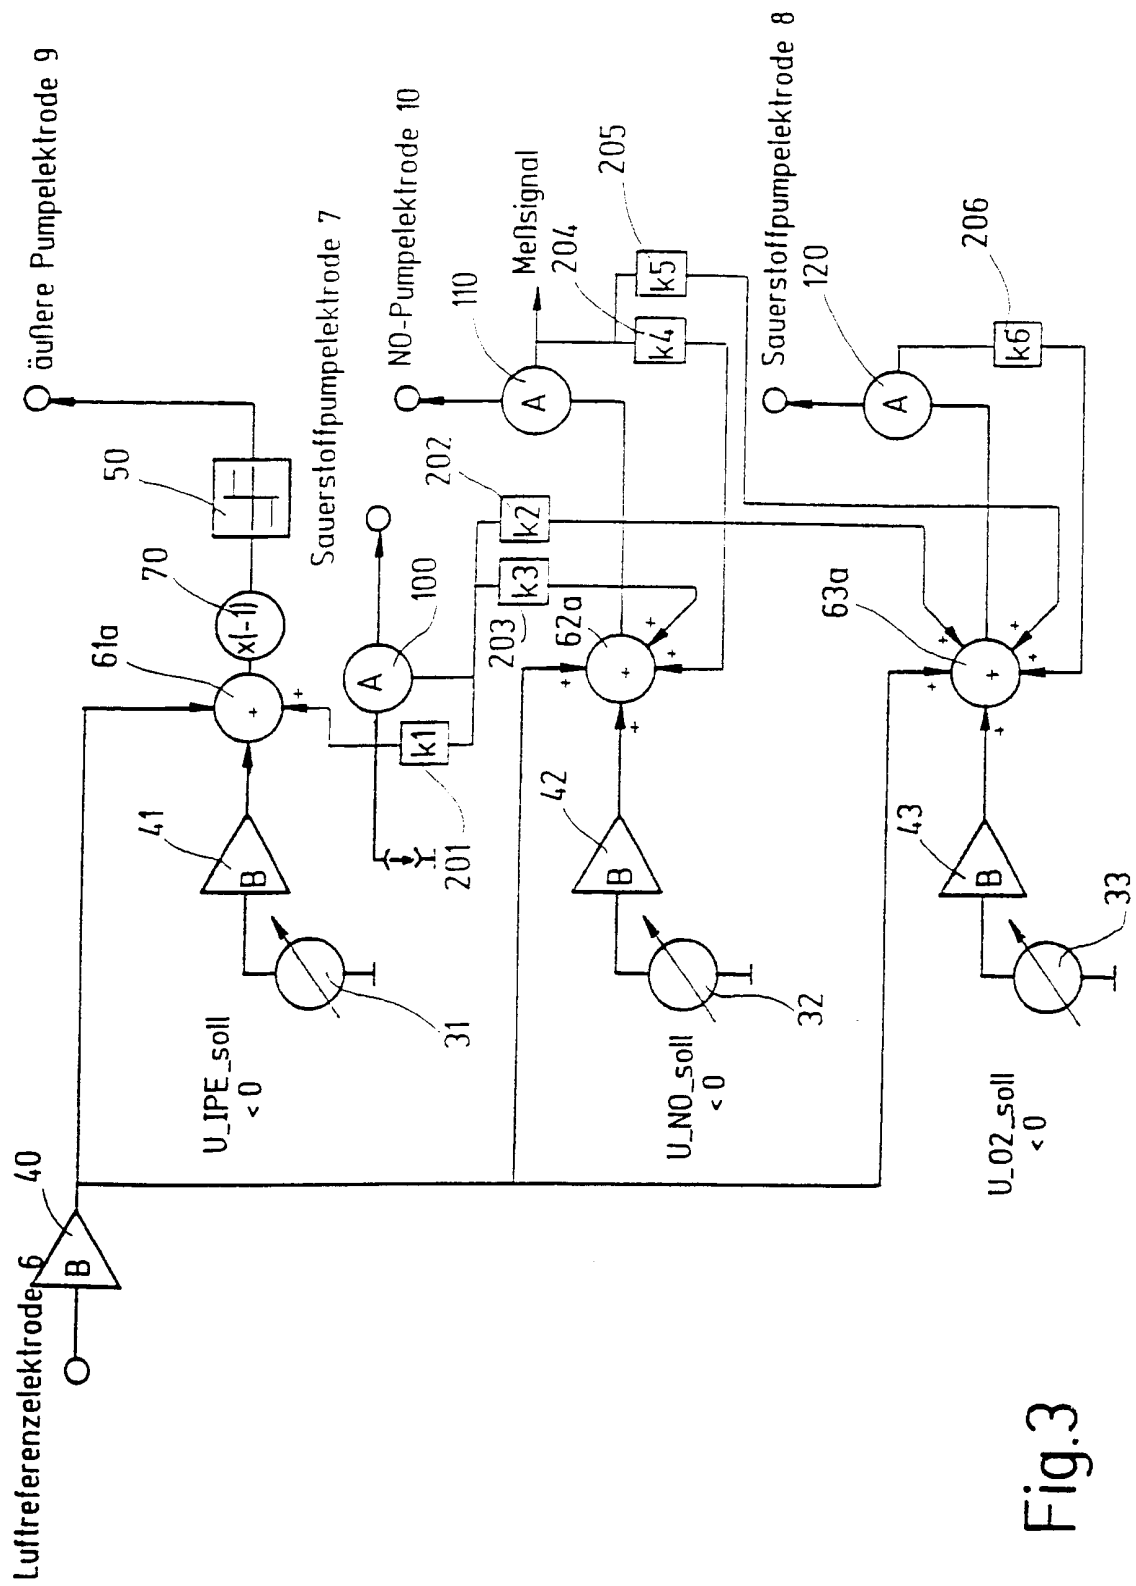 Luftreferenzelektrode 6
40
B
U_IPE_soll
< 0
31
41
B
61a
+
+
70
x(-1)
50
äußere Pumpelektrode 9
Sauerstoffpumpelektrode 7
100
A
k1
201
k2
202
k3
203
U_NO_soll
< 0
32
42
B
62a
+
+
+
+
+
NO-Pumpelektrode 10
110
A
Meßsignal
204
k4
205
k5
U_O2_soll
< 0
33
43
B
63a
+
+
+
+
+
+
Sauerstoffpumpelektrode 8
120
A
206
k6
Fig.3